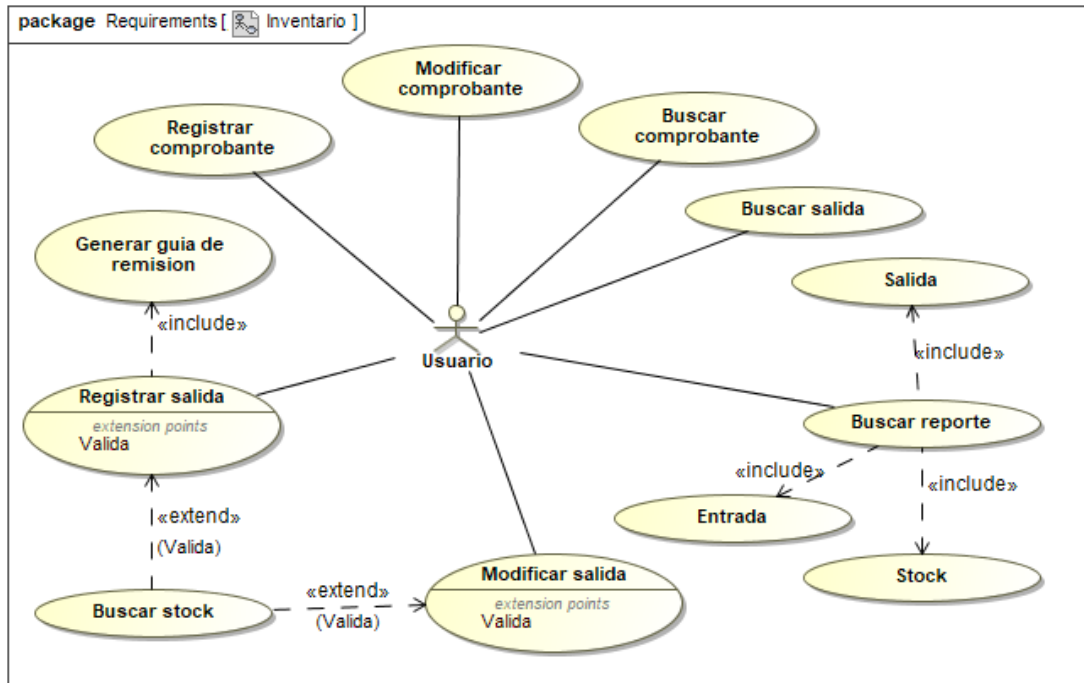 package Requirements [ Inventario ]
Modificar
comprobante
Registrar
comprobante
Buscar
comprobante
Buscar salida
Generar guia de
remision
Salida
«include»
«include»
Usuario
Registrar salida
extension points
Valida
Buscar reporte
«include»
«include»
Entrada
«extend»
(Valida)
Stock
Modificar salida
extension points
Valida
Buscar stock
«extend»
(Valida)